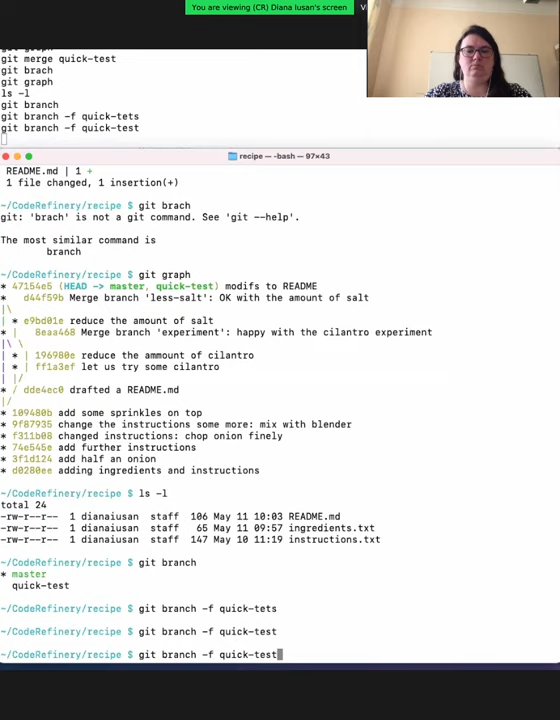 You are viewing (CR) Diana Iusan's screen
git merge quick-test
git brach
git graph
ls -l
git branch
git branch -f quick-tets
git branch -f quick-test
recipe — -bash — 97×43
README.md | 1 +
1 file changed, 1 insertion(+)
~/CodeRefinery/recipe $ git brach
git: 'brach' is not a git command. See 'git --help'.
The most similar command is
branch
~/CodeRefinery/recipe $ git graph
* 47154e5 (HEAD -> master, quick-test) modifs to README
* d44f59b Merge branch 'less-salt': OK with the amount of salt
|\
| * e9bd01e reduce the amount of salt
* | 8eaa468 Merge branch 'experiment': happy with the cilantro experiment
|\ \
| * | 196980e reduce the ammount of cilantro
| * | ff1a3ef let us try some cilantro
| |/
* / dde4ec0 drafted a README.md
|/
* 109480b add some sprinkles on top
* 9f87935 change the instructions some more: mix with blender
* f311b08 changed instructions: chop onion finely
* 74e545e add further instructions
* 3f1d124 add half an onion
* d0280ee adding ingredients and instructions
~/CodeRefinery/recipe $ ls -l
total 24
-rw-r--r-- 1 dianaiusan staff 106 May 11 10:03 README.md
-rw-r--r-- 1 dianaiusan staff 65 May 11 09:57 ingredients.txt
-rw-r--r-- 1 dianaiusan staff 147 May 10 11:19 instructions.txt
~/CodeRefinery/recipe $ git branch
* master
quick-test
~/CodeRefinery/recipe $ git branch -f quick-tets
~/CodeRefinery/recipe $ git branch -f quick-test
~/CodeRefinery/recipe $ git branch -f quick-test